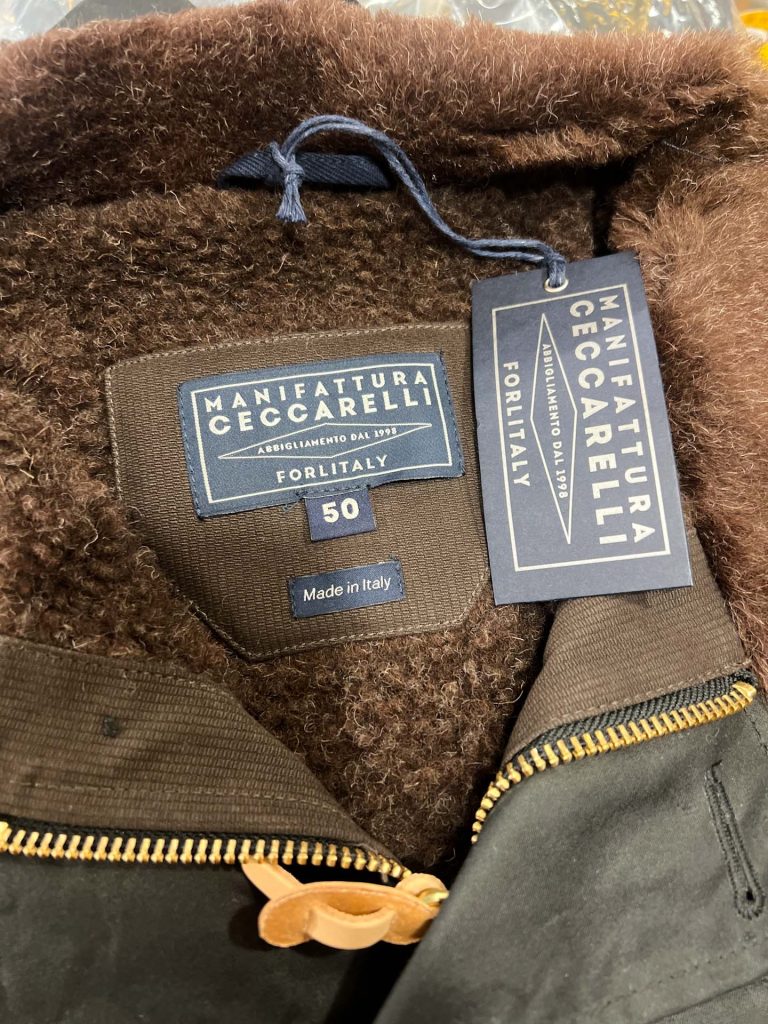 MANIFATTURA
CECCARELLI
ABBIGLIAMENTO DAL 1998
FORLITALY
50
Made in Italy
MANIFATTURA
CECCARELLI
ABBIGLIAMENTO DAL 1998
FORLITALY